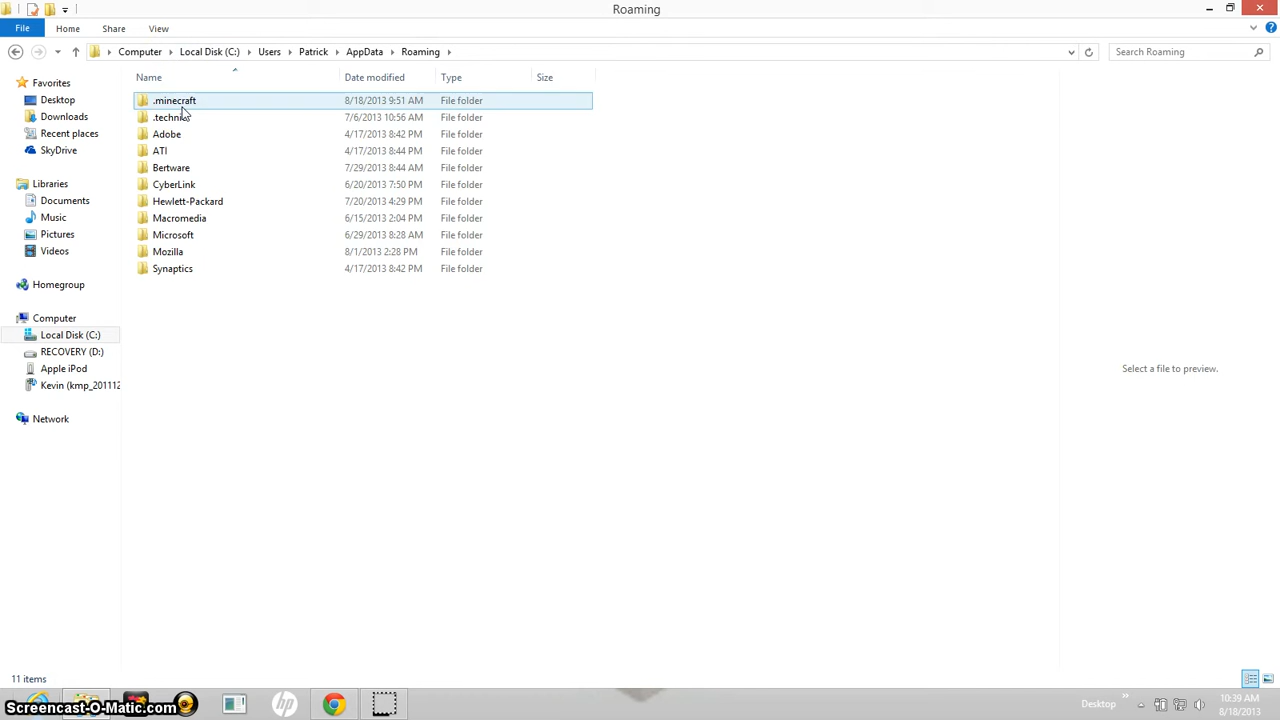 Roaming
File Home Share View
Computer Local Disk (C:) Users Patrick AppData Roaming Search Roaming
Name Date modified Type Size
Favorites
Desktop
Downloads
Recent places
SkyDrive
Libraries
Documents
Music
Pictures
Videos
Homegroup
Computer
Local Disk (C:)
RECOVERY (D:)
Apple iPod
Kevin (kmp_201112
Network
.minecraft 8/18/2013 9:51 AM File folder
7/6/2013 10:56 AM File folder
Adobe 4/17/2013 8:42 PM File folder
ATI 4/17/2013 8:44 PM File folder
Bertware 7/29/2013 8:44 AM File folder
CyberLink 6/20/2013 7:50 PM File folder
Hewlett-Packard 7/20/2013 4:29 PM File folder
Macromedia 6/15/2013 2:04 PM File folder
Microsoft 6/29/2013 8:28 AM File folder
Mozilla 8/1/2013 2:28 PM File folder
Synaptics 4/17/2013 8:42 PM File folder
Select a file to preview.
11 items
Screencast-O-Matic.com
hp
Desktop
10:39 AM
8/18/2013